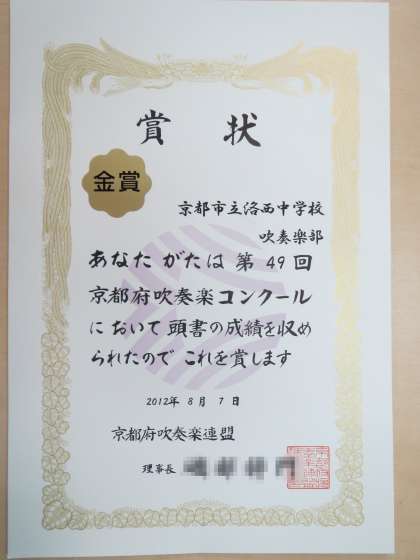 賞状
金賞
京都市立洛西中学校
吹奏楽部
あなたがたは第49回
京都府吹奏楽コンクール
において頭書の成績を収め
られたのでこれを賞します
2012年8月7日
京都府吹奏楽連盟
理事長